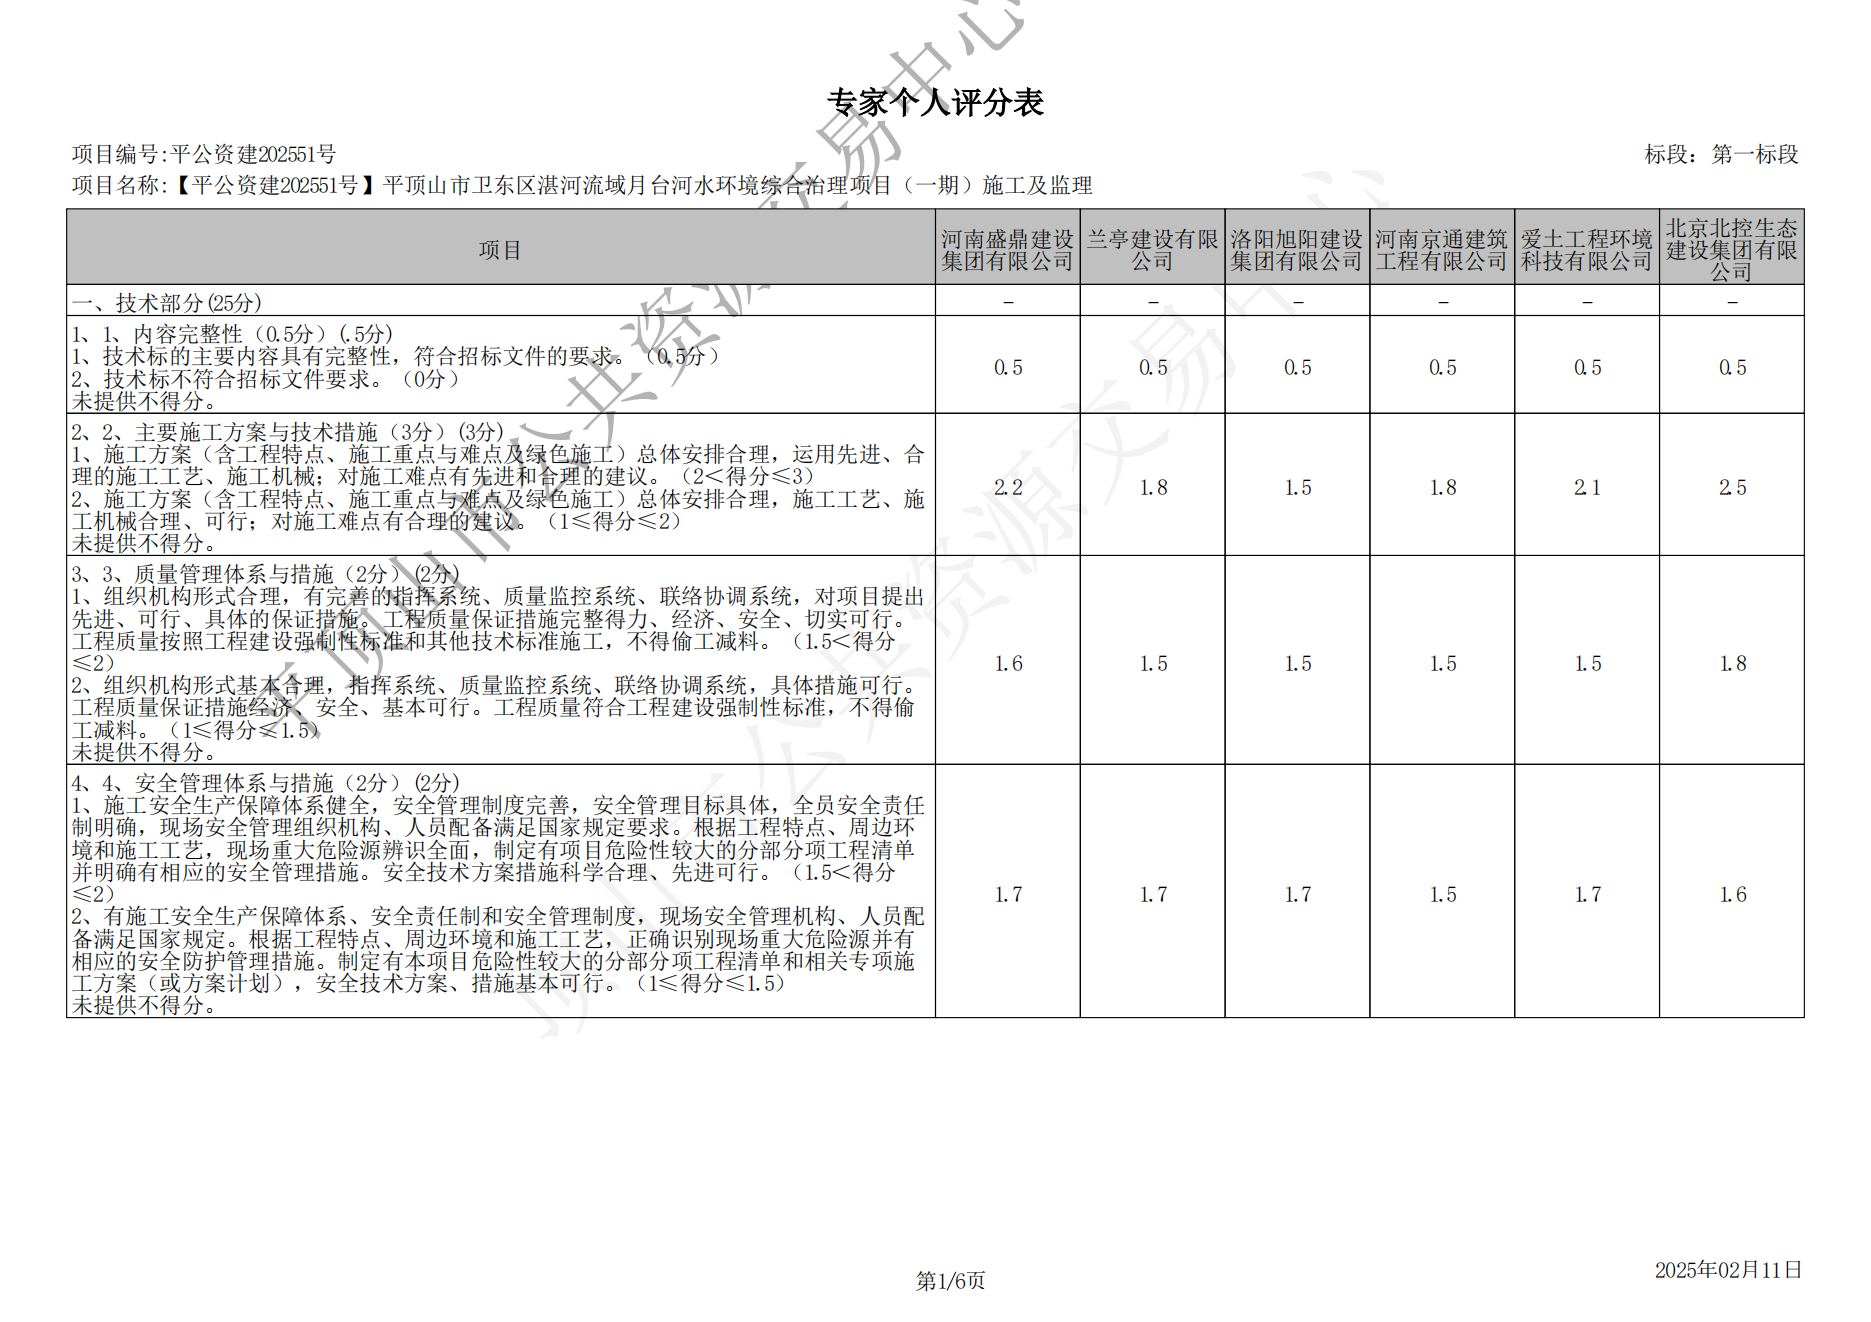 专家个人评分表
项目编号:平公资建202551号
标段：第一标段
项目名称:【平公资建202551号】平顶山市卫东区湛河流域月台河水环境综合治理项目（一期）施工及监理
项目
河南盛鼎建设
集团有限公司
兰亭建设有限
公司
洛阳旭阳建设
集团有限公司
河南京通建筑
工程有限公司
爱土工程环境
科技有限公司
北京北控生态
建设集团有限
公司
一、技术部分(25分)
- - - - - -
1、1、内容完整性（0.5分）(.5分)
1、技术标的主要内容具有完整性，符合招标文件的要求。（0.5分）
2、技术标不符合招标文件要求。（0分）
未提供不得分。
0.5 0.5 0.5 0.5 0.5 0.5
2、2、主要施工方案与技术措施（3分）(3分)
1、施工方案（含工程特点、施工重点与难点及绿色施工）总体安排合理，运用先进、合
理的施工工艺、施工机械；对施工难点有先进和合理的建议。（2＜得分≤3）
2、施工方案（含工程特点、施工重点与难点及绿色施工）总体安排合理，施工工艺、施
工机械合理、可行；对施工难点有合理的建议。（1≤得分≤2）
未提供不得分。
2.2 1.8 1.5 1.8 2.1 2.5
3、3、质量管理体系与措施（2分）(2分)
1、组织机构形式合理，有完善的指挥系统、质量监控系统、联络协调系统，对项目提出
先进、可行、具体的保证措施。工程质量保证措施完整得力、经济、安全、切实可行。
工程质量按照工程建设强制性标准和其他技术标准施工，不得偷工减料。（1.5＜得分
≤2）
2、组织机构形式基本合理，指挥系统、质量监控系统、联络协调系统，具体措施可行。
工程质量保证措施经济、安全、基本可行。工程质量符合工程建设强制性标准，不得偷
工减料。（1≤得分≤1.5）
未提供不得分。
1.6 1.5 1.5 1.5 1.5 1.8
4、4、安全管理体系与措施（2分）(2分)
1、施工安全生产保障体系健全，安全管理制度完善，安全管理目标具体，全员安全责任
制明确，现场安全管理组织机构、人员配备满足国家规定要求。根据工程特点、周边环
境和施工工艺，现场重大危险源辨识全面，制定有项目危险性较大的分部分项工程清单
并明确有相应的安全管理措施。安全技术方案措施科学合理、先进可行。（1.5＜得分
≤2）
2、有施工安全生产保障体系、安全责任制和安全管理制度，现场安全管理机构、人员配
备满足国家规定。根据工程特点、周边环境和施工工艺，正确识别现场重大危险源并有
相应的安全防护管理措施。制定有本项目危险性较大的分部分项工程清单和相关专项施
工方案（或方案计划），安全技术方案、措施基本可行。（1≤得分≤1.5）
未提供不得分。
1.7 1.7 1.7 1.5 1.7 1.6
平顶山市公共资源交易中心
顶山市公共资源交易中心
第1/6页
2025年02月11日